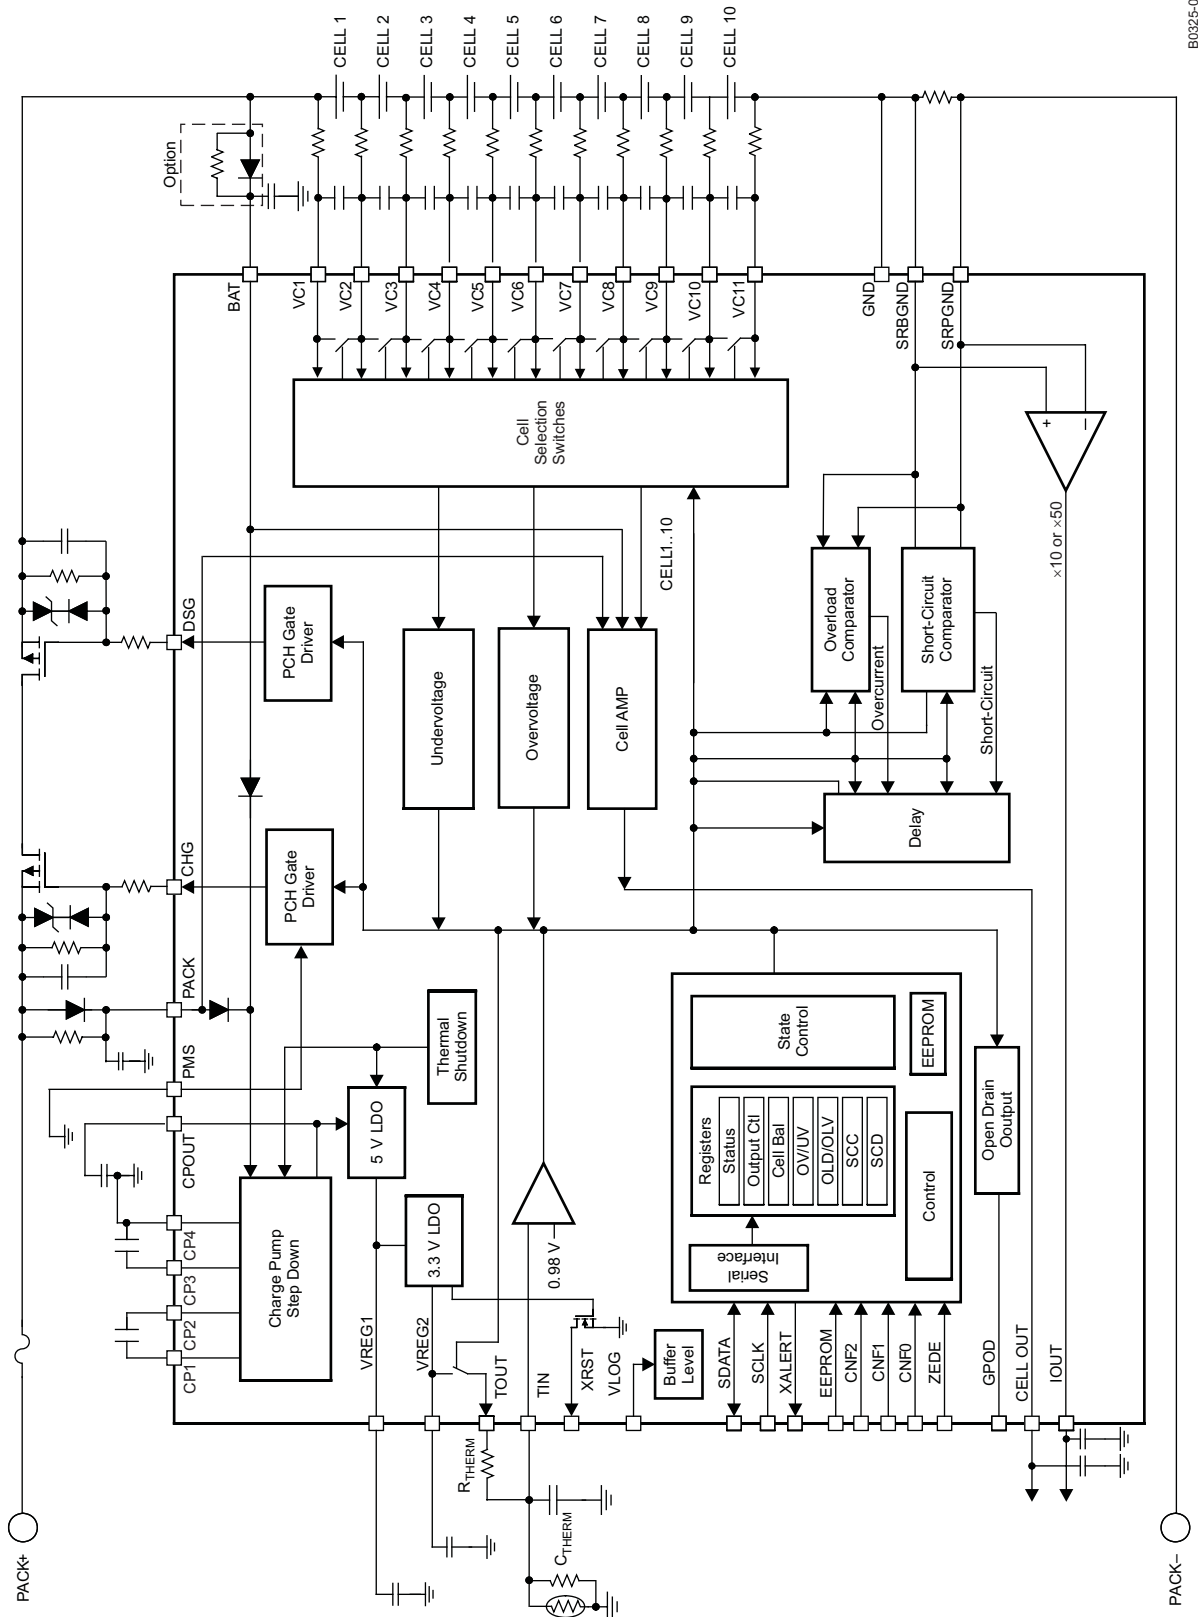 PACK+
Option
DSG
CHG
PACK
PMS
CPOUT
CP4
CP3
CP2
CP1
BAT
PCH Gate
Driver
PCH Gate
Driver
Charge Pump
Step Down
5 V LDO
Thermal
Shutdown
3.3 V LDO
VREG1
VREG2
TOUT
TIN
XRST
VLOG
R_THERM
C_THERM
0.98 V
Buffer
Level
CELL 1
CELL 2
CELL 3
CELL 4
CELL 5
CELL 6
CELL 7
CELL 8
CELL 9
CELL 10
VC1
VC2
VC3
VC4
VC5
VC6
VC7
VC8
VC9
VC10
VC11
Cell
Selection
Switches
Undervoltage
Overvoltage
Cell AMP
CELL1..10
Registers
Status
Output Ctl
Cell Bal
OV/UV
OLD/OLV
SCC
SCD
Serial
Interface
State
Control
EEPROM
Control
SDATA
SCLK
XALERT
EEPROM
CNF2
CNF1
CNF0
ZEDE
GPOD
CELL OUT
IOUT
Overload
Comparator
Overcurrent
Short-Circuit
Comparator
Short-Circuit
Delay
Open Drain
Ooutput
GND
SRBGND
SRPGND
+
–
×10 or ×50
PACK–
B0325-0